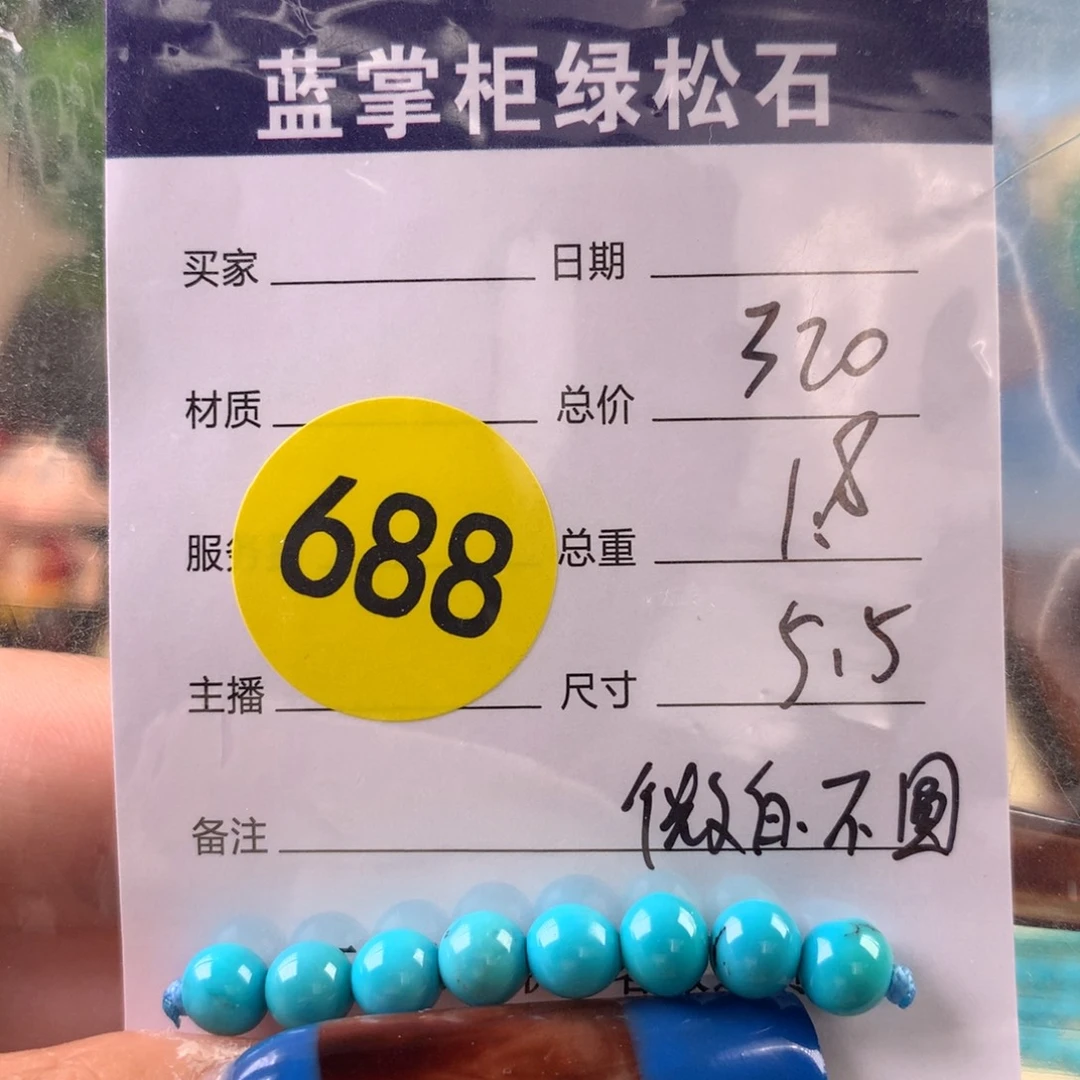 蓝掌柜绿松石
买家 日期
材质 总价 320
服务 总重 1.8
688
主播 尺寸 5.5
备注 微白.不圆